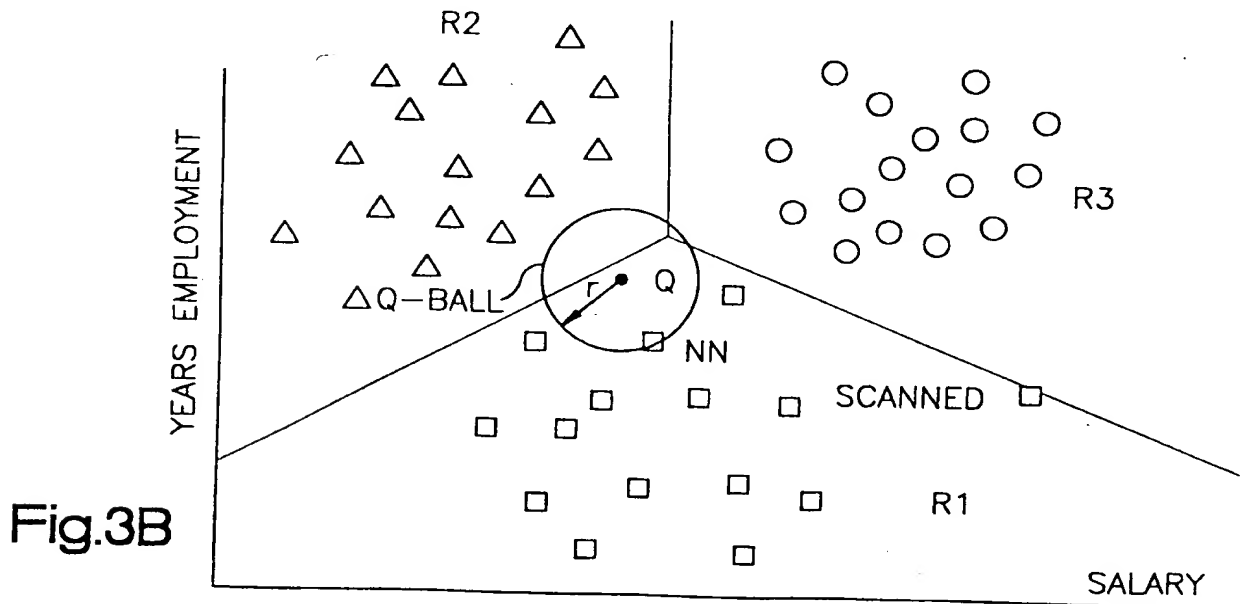 R2
YEARS EMPLOYMENT
R3
Q-BALL
r
Q
NN
SCANNED
R1
Fig.3B
SALARY